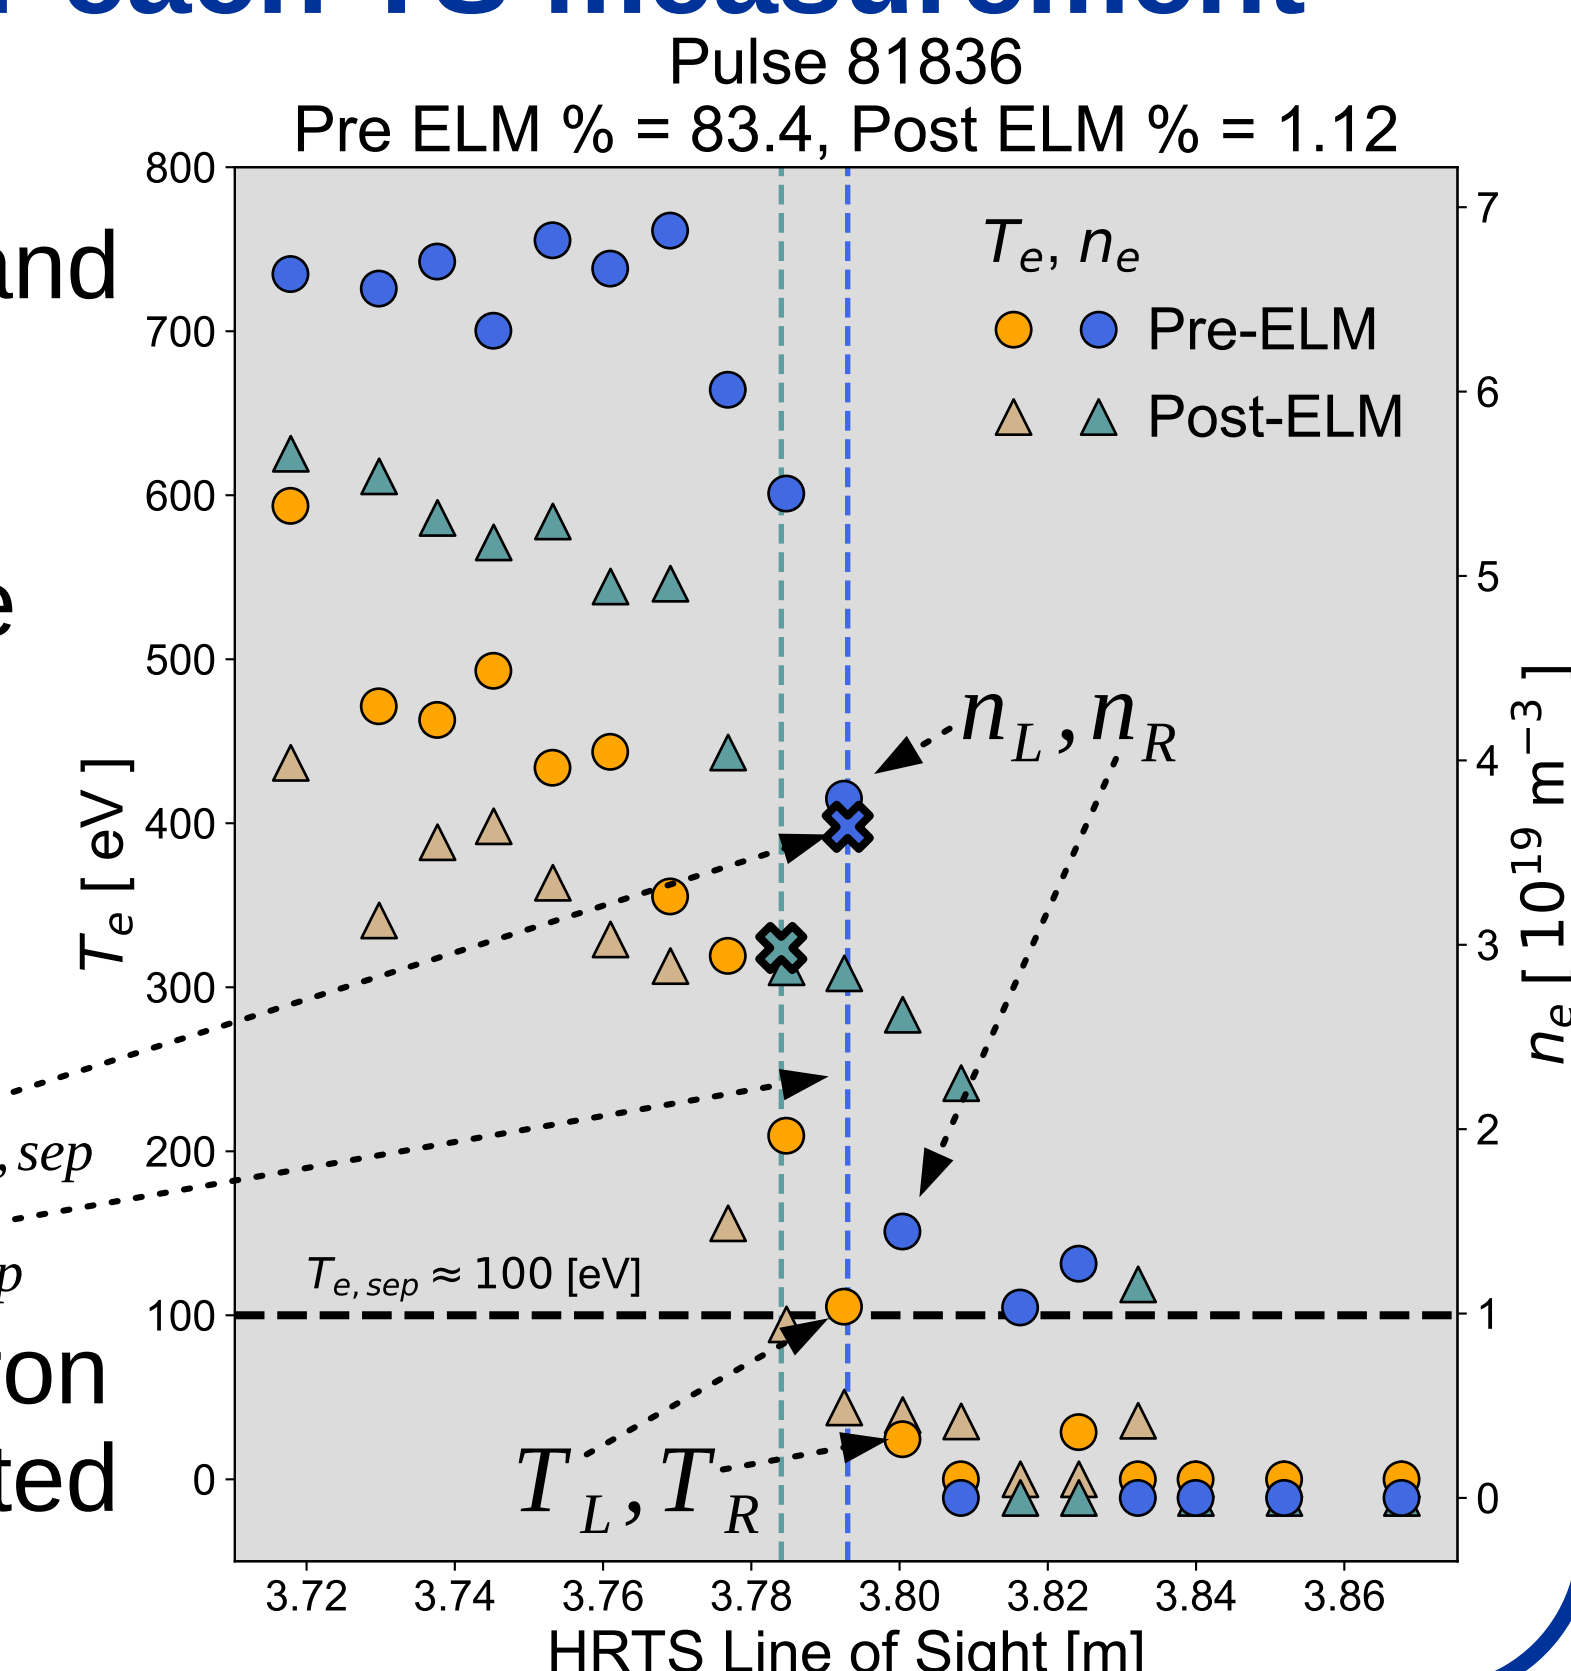 each TS measurement
Pulse 81836
Pre ELM % = 83.4, Post ELM % = 1.12
and
T_e, n_e
Pre-ELM
Post-ELM
800
700
600
500
400
300
200
100
0
T_e [ eV ]
7
6
5
4
3
2
1
0
n_e [ 10^19 m^−3 ]
n_L , n_R
, sep
T_e,sep ≈ 100 [eV]
T_L , T_R
3.72
3.74
3.76
3.78
3.80
3.82
3.84
3.86
HRTS Line of Sight [m]